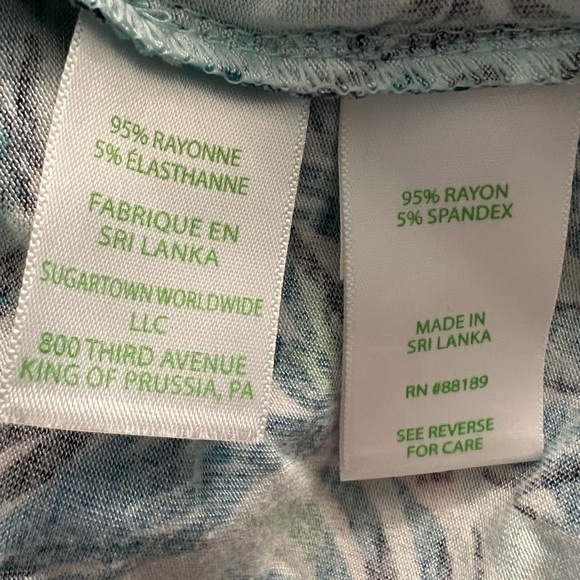 95% RAYONNE
5% ÉLASTHANNE
FABRIQUE EN
SRI LANKA
SUGARTOWN WORLDWIDE
LLC
800 THIRD AVENUE
KING OF PRUSSIA, PA
95% RAYON
5% SPANDEX
MADE IN
SRI LANKA
RN #88189
SEE REVERSE
FOR CARE